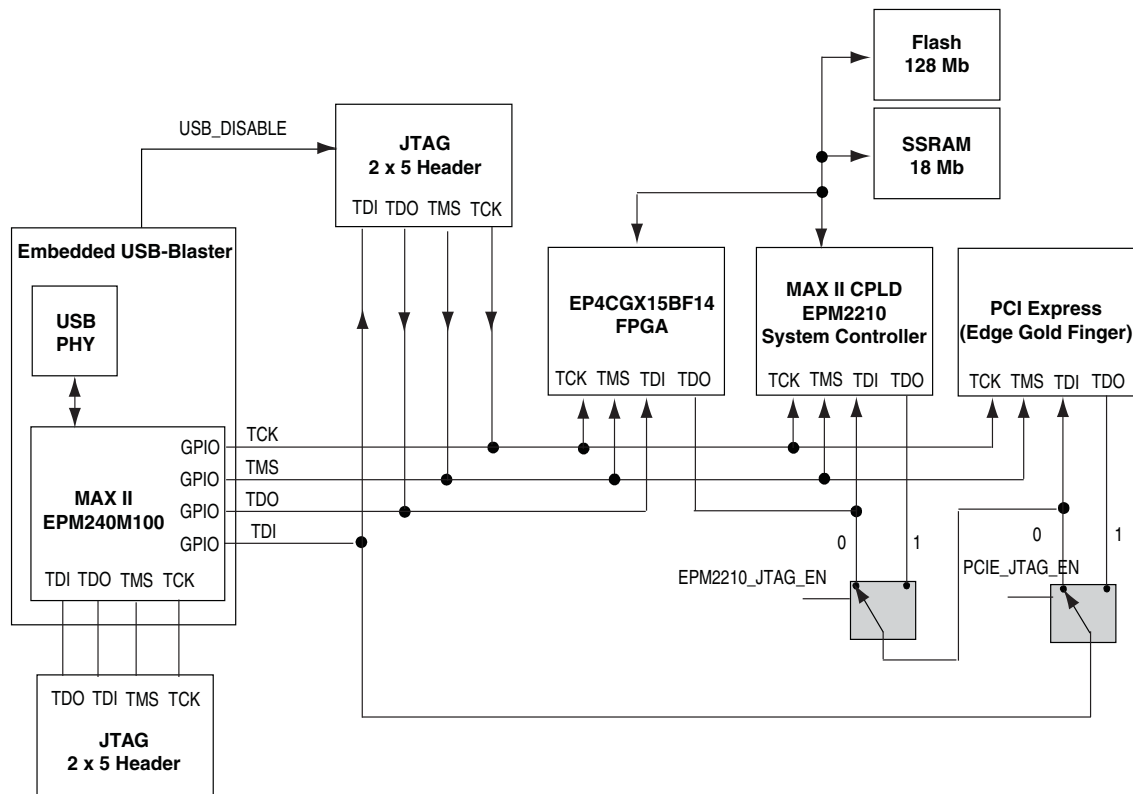 Flash
128 Mb
SSRAM
18 Mb
USB_DISABLE
JTAG
2 x 5 Header
TDI TDO TMS TCK
Embedded USB-Blaster
USB
PHY
EP4CGX15BF14
FPGA
TCK TMS TDI TDO
MAX II CPLD
EPM2210
System Controller
TCK TMS TDI TDO
PCI Express
(Edge Gold Finger)
TCK TMS TDI TDO
GPIO TCK
GPIO TMS
GPIO TDO
GPIO TDI
MAX II
EPM240M100
TDI TDO TMS TCK
0 1
EPM2210_JTAG_EN
0 1
PCIE_JTAG_EN
TDO TDI TMS TCK
JTAG
2 x 5 Header